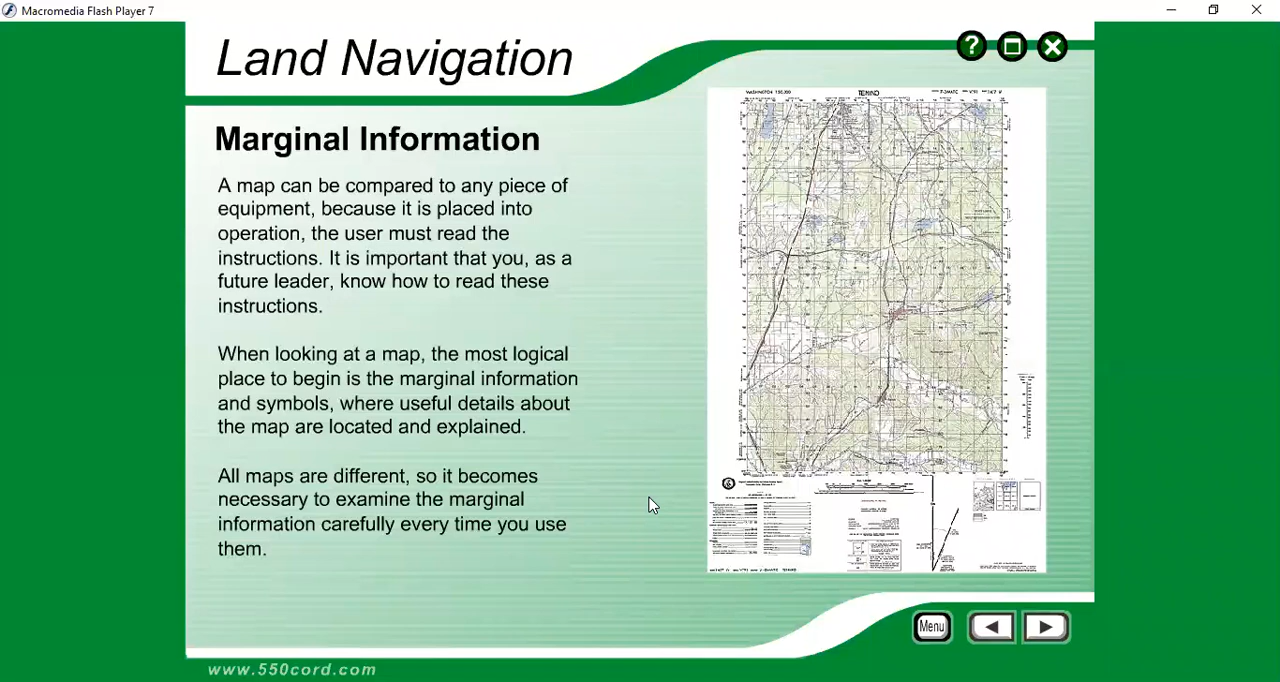 Macromedia Flash Player 7
Land Navigation
?
Marginal Information
A map can be compared to any piece of
equipment, because it is placed into
operation, the user must read the
instructions. It is important that you, as a
future leader, know how to read these
instructions.
When looking at a map, the most logical
place to begin is the marginal information
and symbols, where useful details about
the map are located and explained.
All maps are different, so it becomes
necessary to examine the marginal
information carefully every time you use
them.
TENINO
Menu
www.550cord.com